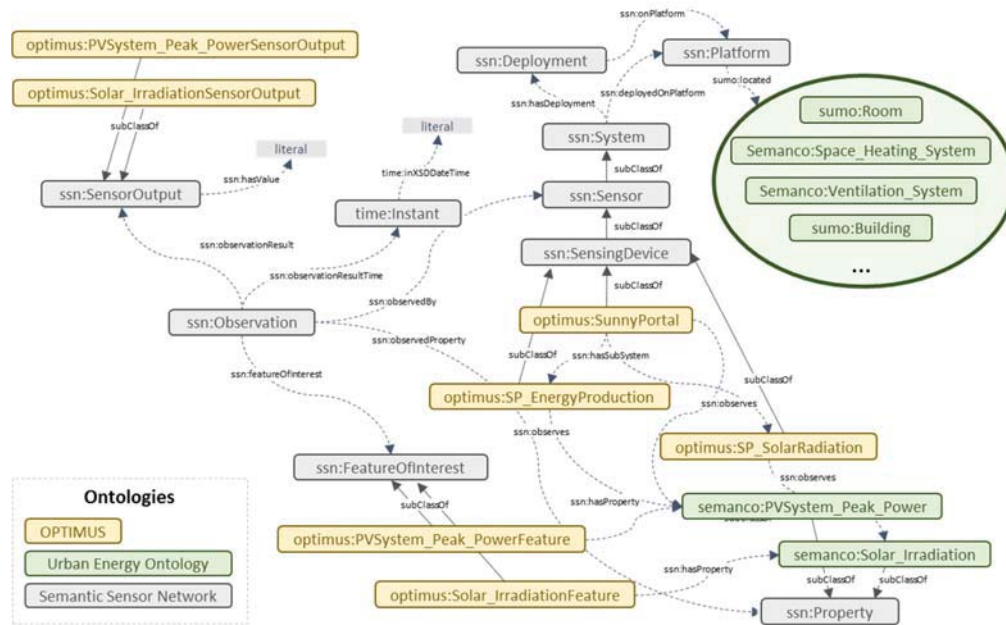 optimus:PVSystem_Peak_PowerSensorOutput
optimus:Solar_IrradiationSensorOutput
subClassOf
literal
literal
ssn:SensorOutput
ssn:hasValue
time:inXSDDateTime
time:Instant
ssn:observationResult
ssn:observationResultTime
ssn:observedBy
ssn:Observation
ssn:observedProperty
ssn:featureOfInterest
ssn:onPlatform
ssn:Deployment
ssn:Platform
ssn:hasDeployment
ssn:deployedOnPlatform
sumo:located
ssn:System
subClassOf
ssn:Sensor
subClassOf
ssn:SensingDevice
subClassOf
sumo:Room
Semanco:Space_Heating_System
Semanco:Ventilation_System
sumo:Building
...
optimus:SunnyPortal
subClassOf
ssn:hasSubSystem
subClassOf
optimus:SP_EnergyProduction
ssn:observes
ssn:observes
optimus:SP_SolarRadiation
ssn:observes
ssn:FeatureOfInterest
subClassOf
ssn:hasProperty
semanco:PVSystem_Peak_Power
optimus:PVSystem_Peak_PowerFeature
semanco:Solar_Irradiation
ssn:hasProperty
subClassOf
subClassOf
optimus:Solar_IrradiationFeature
ssn:Property
Ontologies
OPTIMUS
Urban Energy Ontology
Semantic Sensor Network